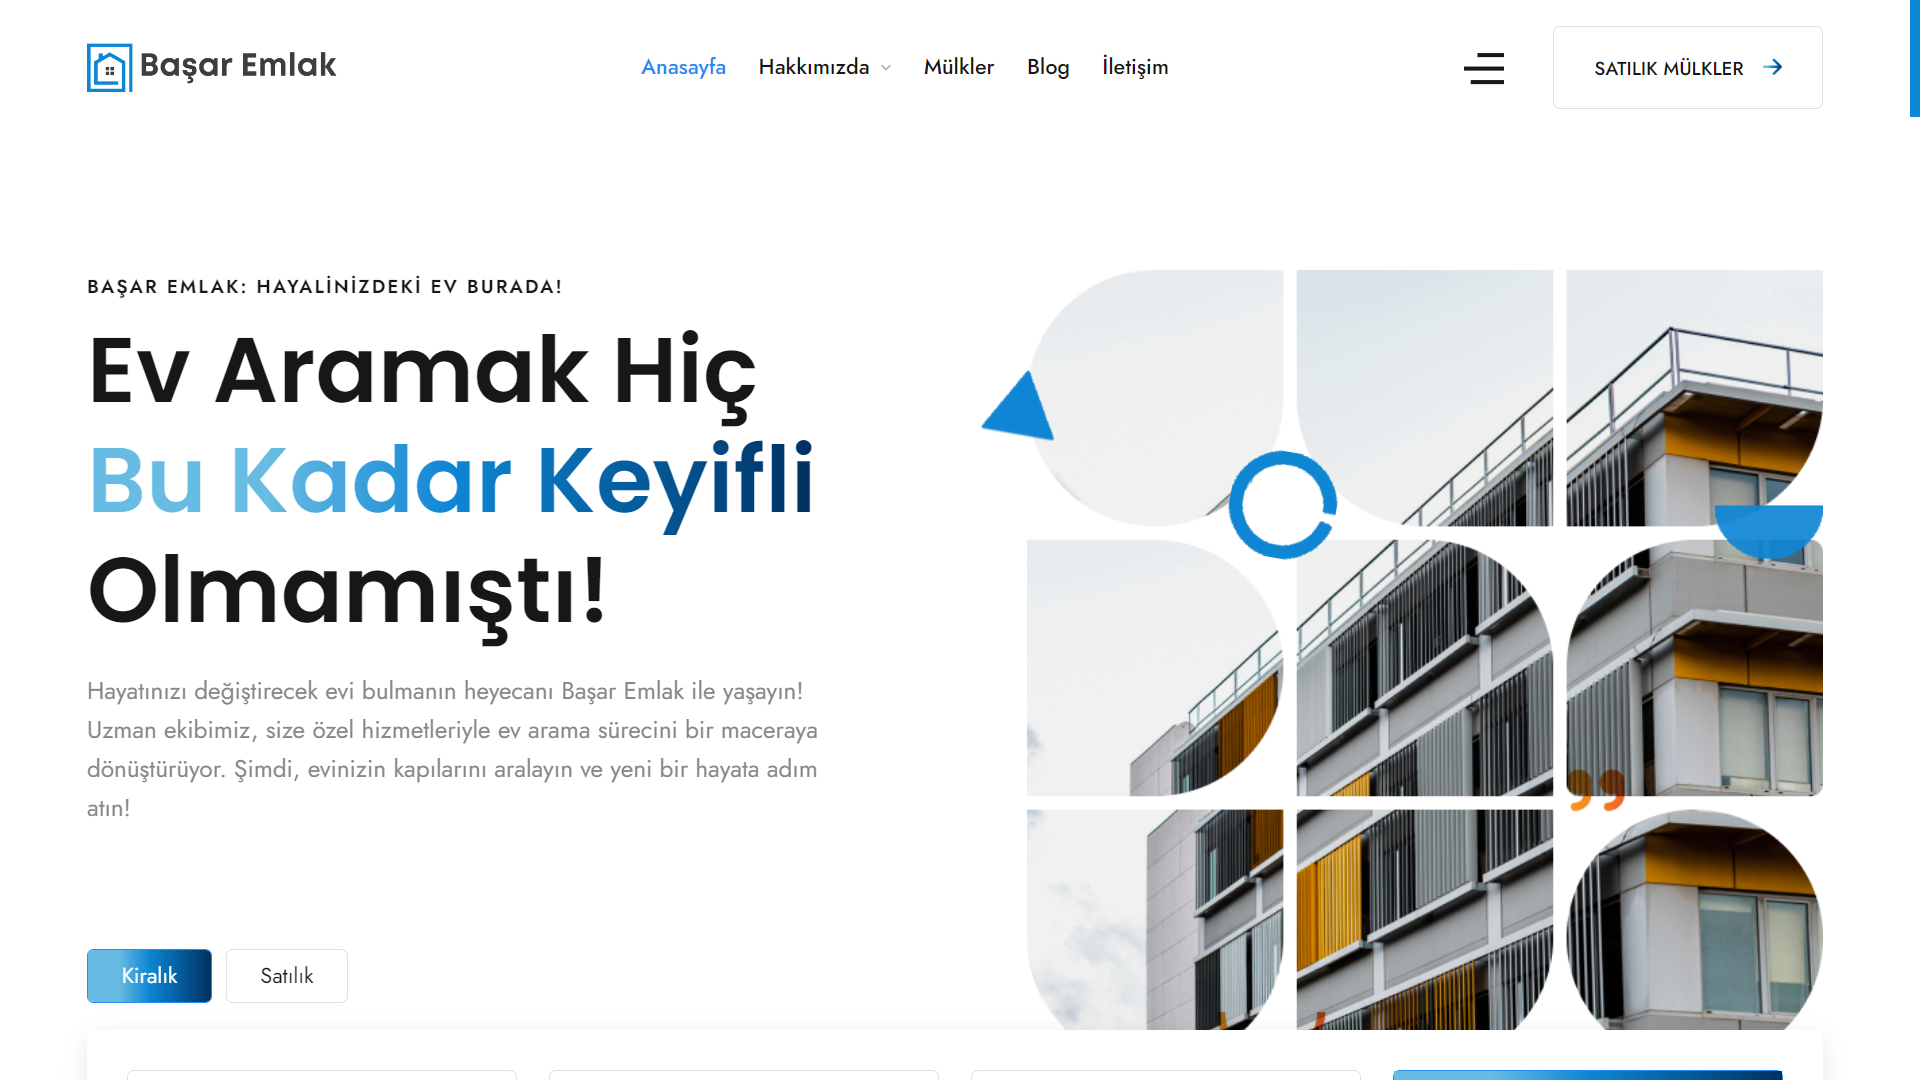 Başar Emlak
Anasayfa Hakkımızda Mülkler Blog İletişim
SATILIK MÜLKLER
BAŞAR EMLAK: HAYALİNİZDEKİ EV BURADA!
Ev Aramak Hiç
Bu Kadar Keyifli
Olmamıştı!
Hayatınızı değiştirecek evi bulmanın heyecanı Başar Emlak ile yaşayın!
Uzman ekibimiz, size özel hizmetleriyle ev arama sürecini bir maceraya
dönüştürüyor. Şimdi, evinizin kapılarını aralayın ve yeni bir hayata adım
atın!
Kiralık Satılık